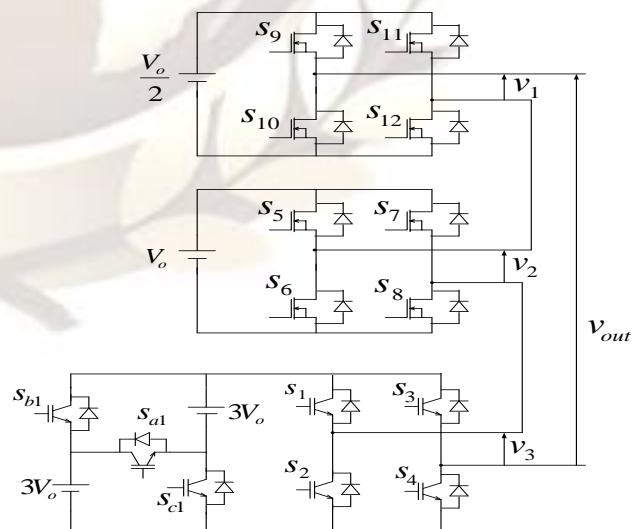 S9 S11
Vo/2
v1
S10 S12
S5 S7
Vo
v2
S6 S8
vout
Sb1 Sa1 3Vo S1 S3
v3
3Vo Sc1 S2 S4